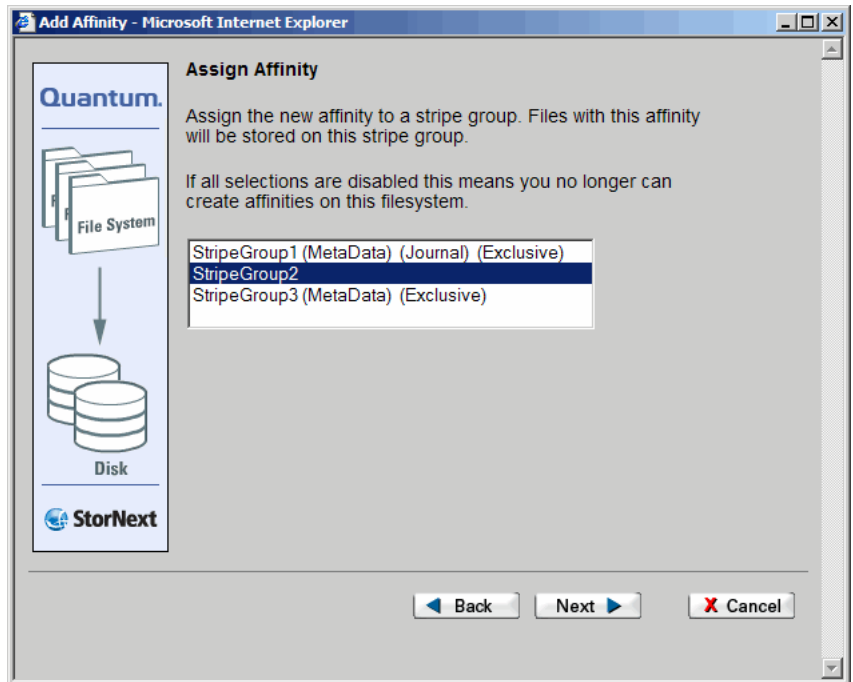 Add Affinity - Microsoft Internet Explorer
Quantum.
File System
Disk
StorNext
Assign Affinity
Assign the new affinity to a stripe group. Files with this affinity
will be stored on this stripe group.
If all selections are disabled this means you no longer can
create affinities on this filesystem.
StripeGroup1 (MetaData) (Journal) (Exclusive)
StripeGroup2
StripeGroup3 (MetaData) (Exclusive)
Back
Next
X Cancel